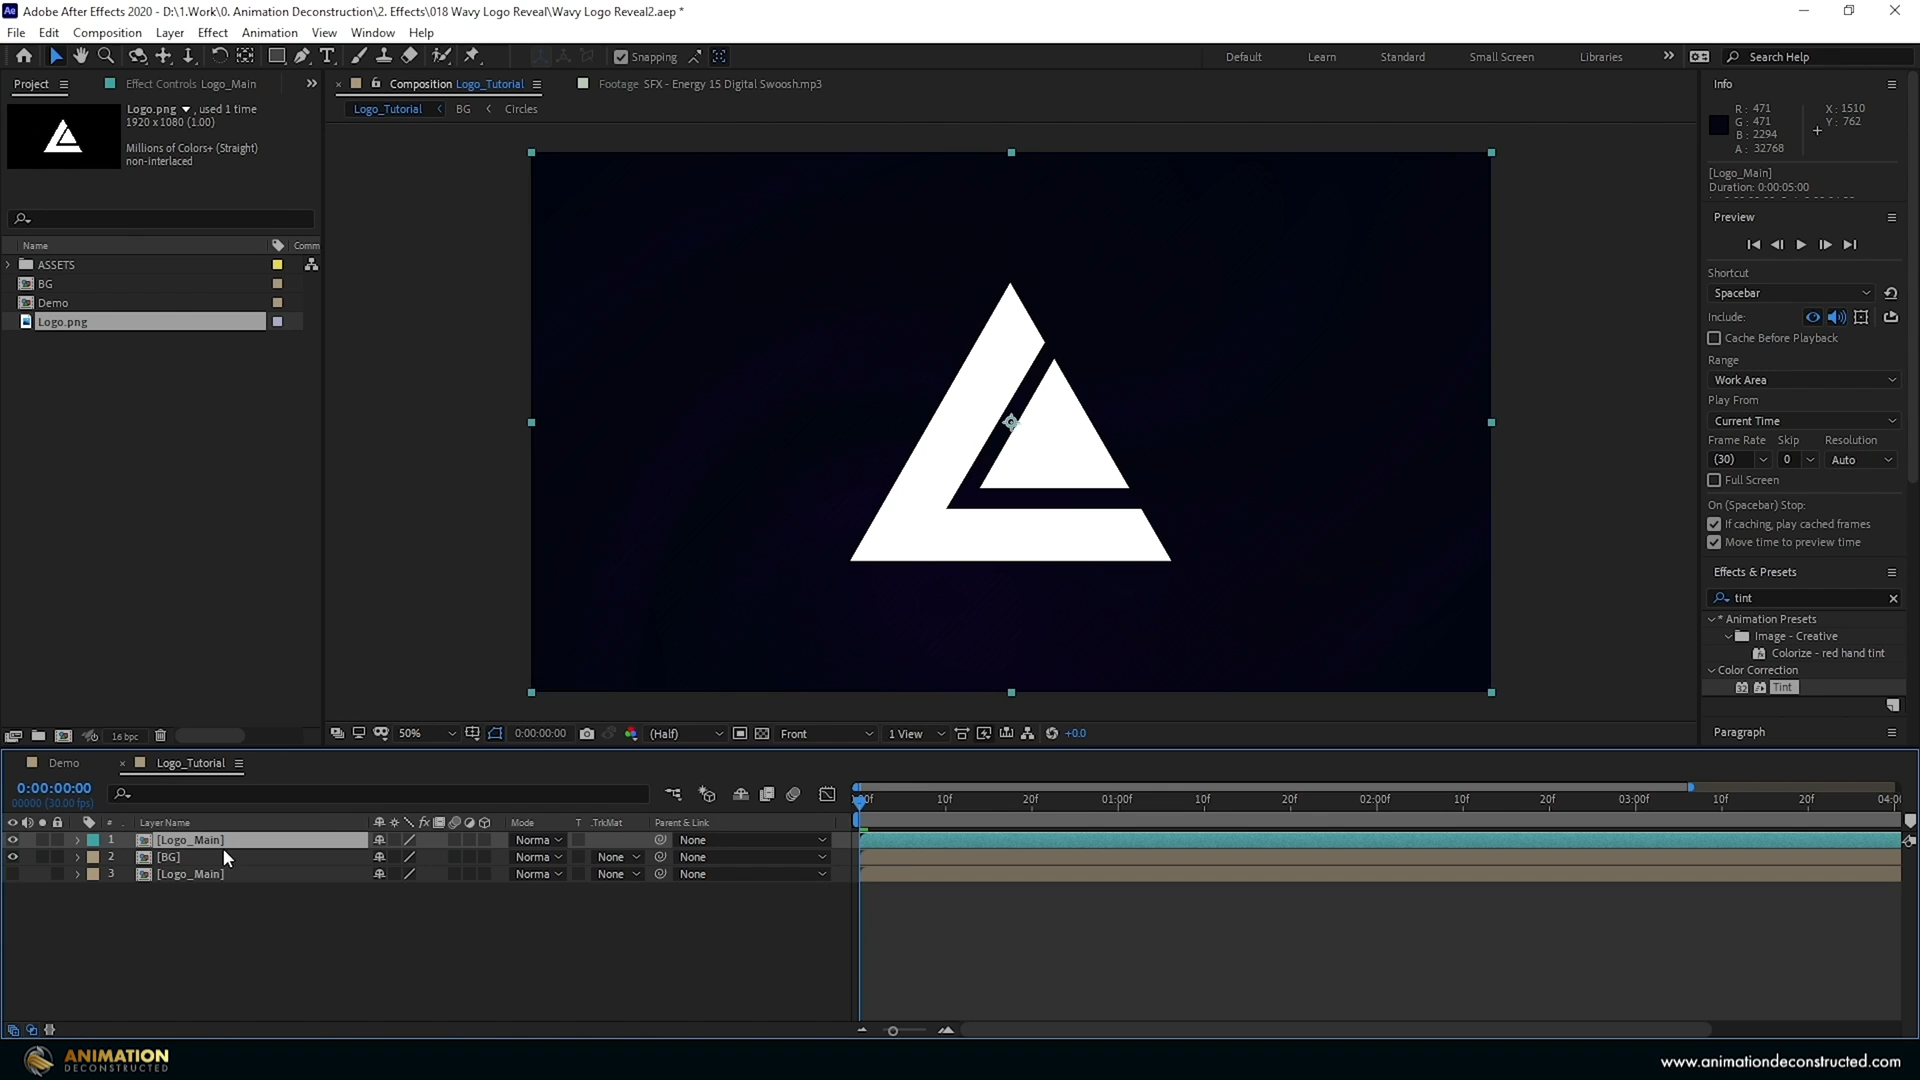 Adobe After Effects 2020 - D:\1.Work\0. Animation Deconstruction\2. Effects\018 Wavy Logo Reveal\Wavy Logo Reveal2.aep *
File Edit Composition Layer Effect Animation View Window Help
Snapping Default Learn Standard Small Screen Libraries Search Help
Project Effect Controls Logo_Main
Composition Logo_Tutorial Footage SFX - Energy 15 Digital Swoosh.mp3
Logo_Tutorial BG Circles
Logo.png , used 1 time
1920 x 1080 (1.00)
Millions of Colors+ (Straight)
non-interlaced
Name Comm
ASSETS
BG
Demo
Logo.png
16 bpc
50% 0:00:00:00 (Half) Front 1 View +0.0
Info
R: 471 X: 1510
G: 471 Y: 762
B: 2294
A: 32768
[Logo_Main]
Duration: 0:00:05:00
Preview
Shortcut
Spacebar
Include:
Cache Before Playback
Range
Work Area
Play From
Current Time
Frame Rate Skip Resolution
(30) 0 Auto
Full Screen
On (Spacebar) Stop:
If caching, play cached frames
Move time to preview time
Effects & Presets
tint
* Animation Presets
Image - Creative
Colorize - red hand tint
Color Correction
32 Tint
Paragraph
Demo Logo_Tutorial
0:00:00:00
00000 (30.00 fps)
10f 20f 01:00f 10f 20f 02:00f 10f 20f 03:00f 10f 20f
# Layer Name Mode T .TrkMat Parent & Link
1 [Logo_Main] Norma None
2 [BG] Norma None None
3 [Logo_Main] Norma None None
ANIMATION
DECONSTRUCTED
www.animationdeconstructed.com